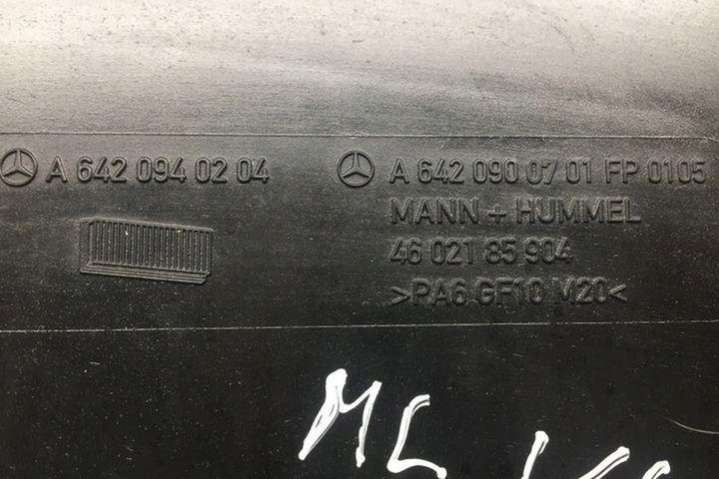 A 642 094 02 04
A 642 090 07 01 FP 0105
MANN + HUMMEL
46 021 85 904
>PA6 GF10 M20<
ML